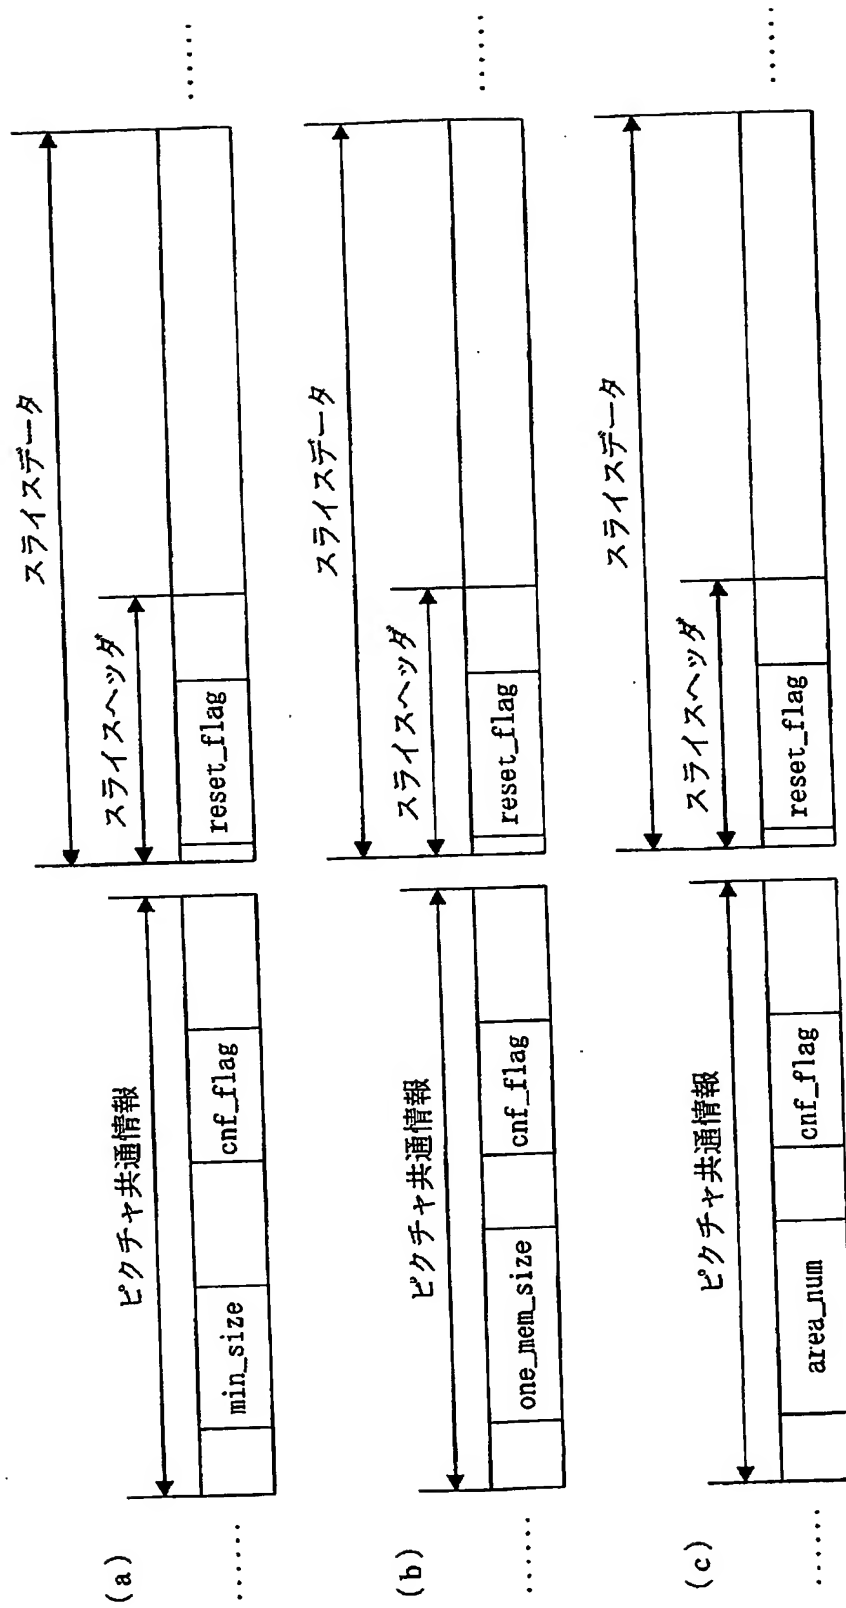 (a)
ピクチャ共通情報
スライスデータ
スライスヘッダ
...... min_size cnf_flag reset_flag ......
(b)
ピクチャ共通情報
スライスデータ
スライスヘッダ
...... one_mem_size cnf_flag reset_flag ......
(c)
ピクチャ共通情報
スライスデータ
スライスヘッダ
...... area_num cnf_flag reset_flag ......